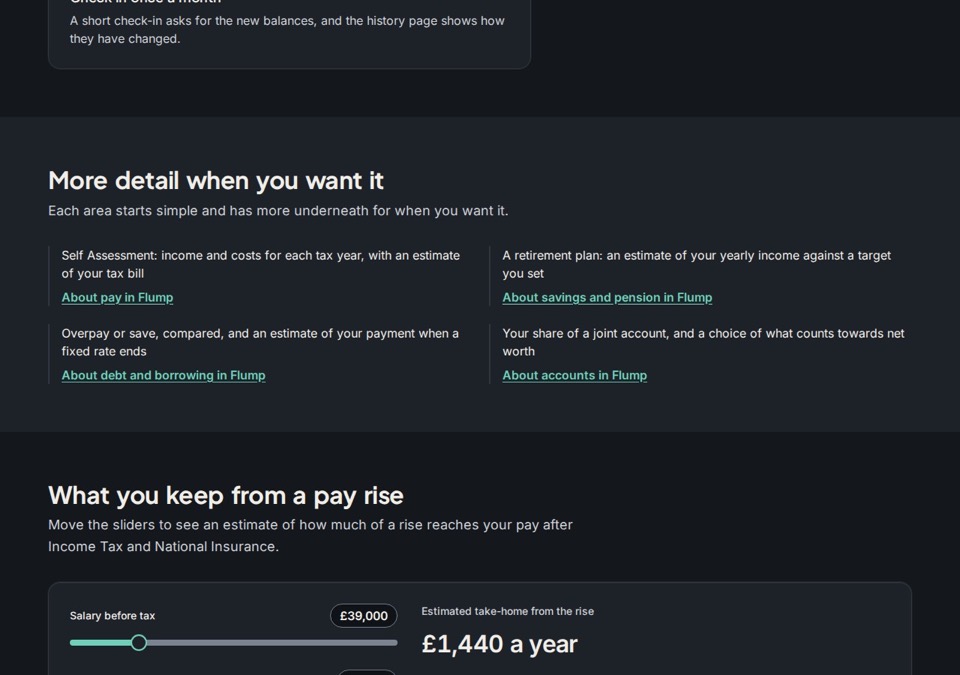 A short check-in asks for the new balances, and the history page shows how
they have changed.
More detail when you want it
Each area starts simple and has more underneath for when you want it.
Self Assessment: income and costs for each tax year, with an estimate
of your tax bill
About pay in Flump
A retirement plan: an estimate of your yearly income against a target
you set
About savings and pension in Flump
Overpay or save, compared, and an estimate of your payment when a
fixed rate ends
About debt and borrowing in Flump
Your share of a joint account, and a choice of what counts towards net
worth
About accounts in Flump
What you keep from a pay rise
Move the sliders to see an estimate of how much of a rise reaches your pay after
Income Tax and National Insurance.
Salary before tax
£39,000
Estimated take-home from the rise
£1,440 a year